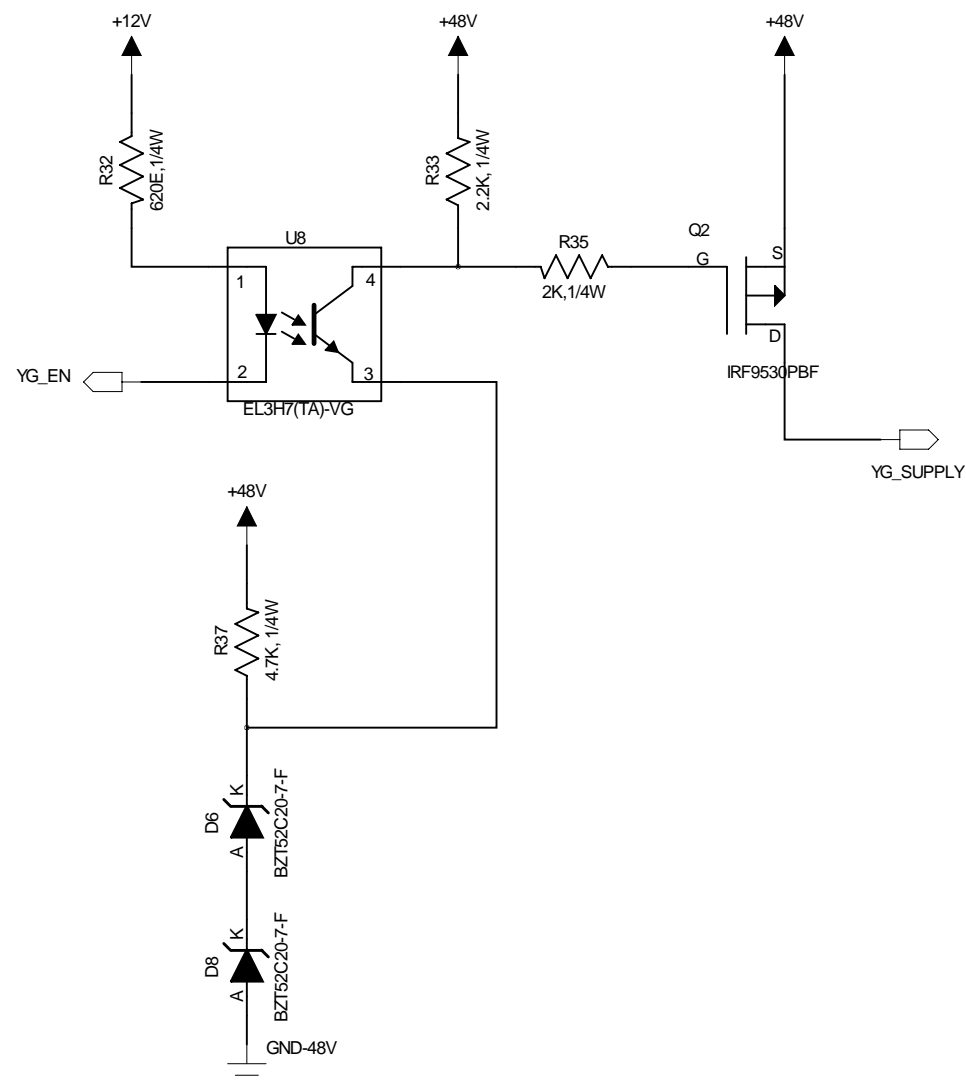 +12V
+48V
+48V
R32
620E,1/4W
R33
2.2K, 1/4W
U8
1
4
2
3
EL3H7(TA)-VG
YG_EN
R35
2K,1/4W
Q2
G
S
D
IRF9530PBF
YG_SUPPLY
+48V
R37
4.7K, 1/4W
D6
K
A
BZT52C20-7-F
D8
K
A
BZT52C20-7-F
GND-48V